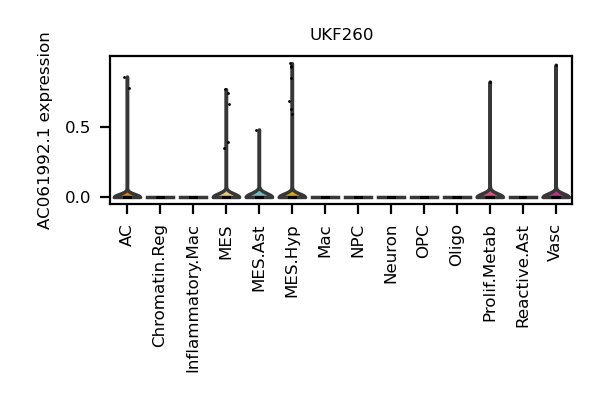 UKF260
AC061992.1 expression
0.5
0.0
AC
Chromatin.Reg
Inflammatory.Mac
MES
MES.Ast
MES.Hyp
Mac
NPC
Neuron
OPC
Oligo
Prolif.Metab
Reactive.Ast
Vasc